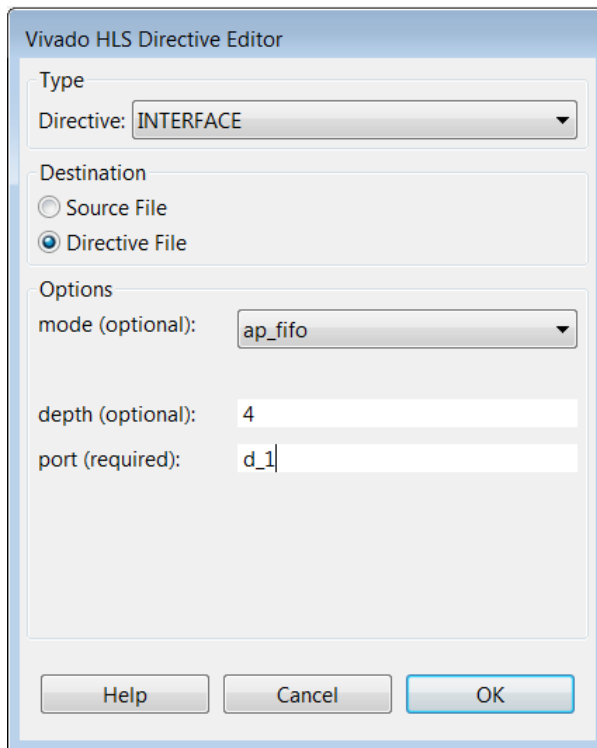 Vivado HLS Directive Editor
Type
Directive: INTERFACE
Destination
Source File
Directive File
Options
mode (optional): ap_fifo
depth (optional): 4
port (required): d_1
Help Cancel OK